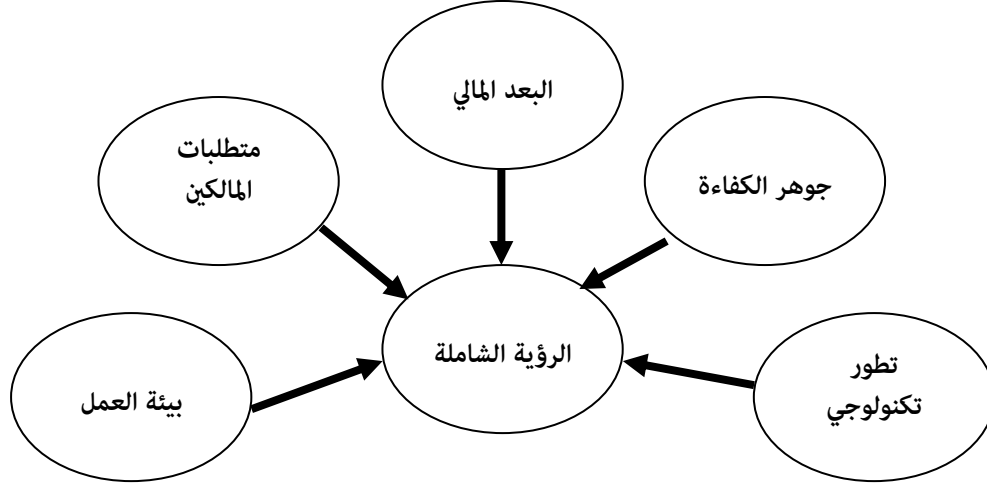 البعد المالي
متطلبات
المالكين
جوهر الكفاءة
الرؤية الشاملة
تطور
تكنولوجي
بيئة العمل